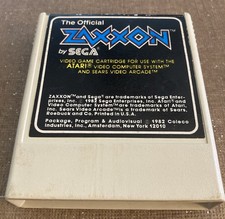 The Official
ZAXXON™
by SEGA®
VIDEO GAME CARTRIDGE FOR USE WITH THE
ATARI® VIDEO COMPUTER SYSTEM™
AND SEARS VIDEO ARCADE™
ZAXXON™ and Sega® are trademarks of Sega Enter-
prises, Inc. © 1982 Sega Enterprises, Inc. Atari® and
Video Computer System™ are trademarks of Atari,
Inc. Sears Video Arcade™ is a trademark of Sears,
Roebuck and Co. Printed in U.S.A.
Package, Program & Audiovisual © 1982 Coleco
Industries, Inc., Amsterdam, New York 12010